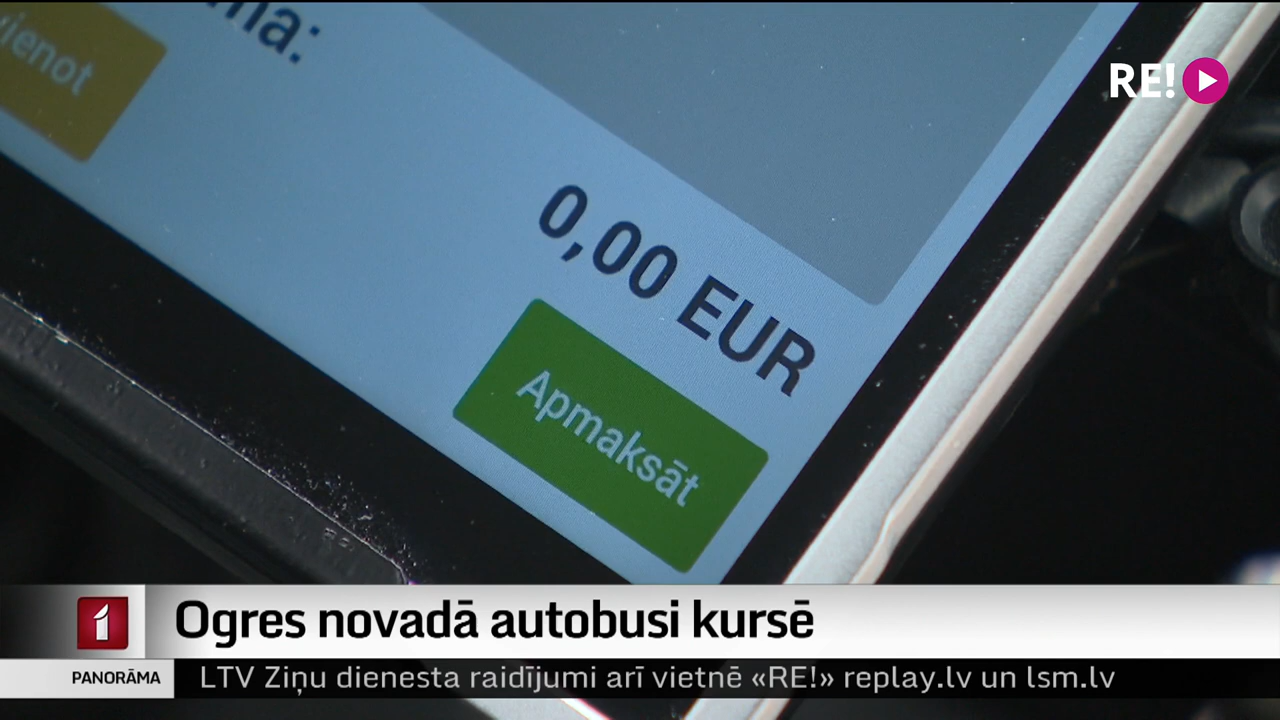 RE!
0,00 EUR
Apmaksāt
1
Ogres novadā autobusi kursē
PANORĀMA
LTV Ziņu dienesta raidījumi arī vietnē «RE!» replay.lv un lsm.lv